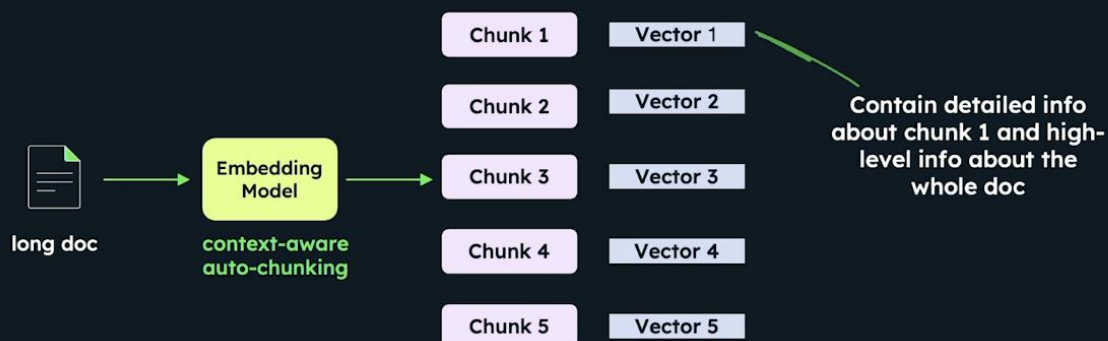 long doc
Embedding
Model
context-aware
auto-chunking
Chunk 1
Vector 1
Chunk 2
Vector 2
Chunk 3
Vector 3
Chunk 4
Vector 4
Chunk 5
Vector 5
Contain detailed info
about chunk 1 and high-
level info about the
whole doc